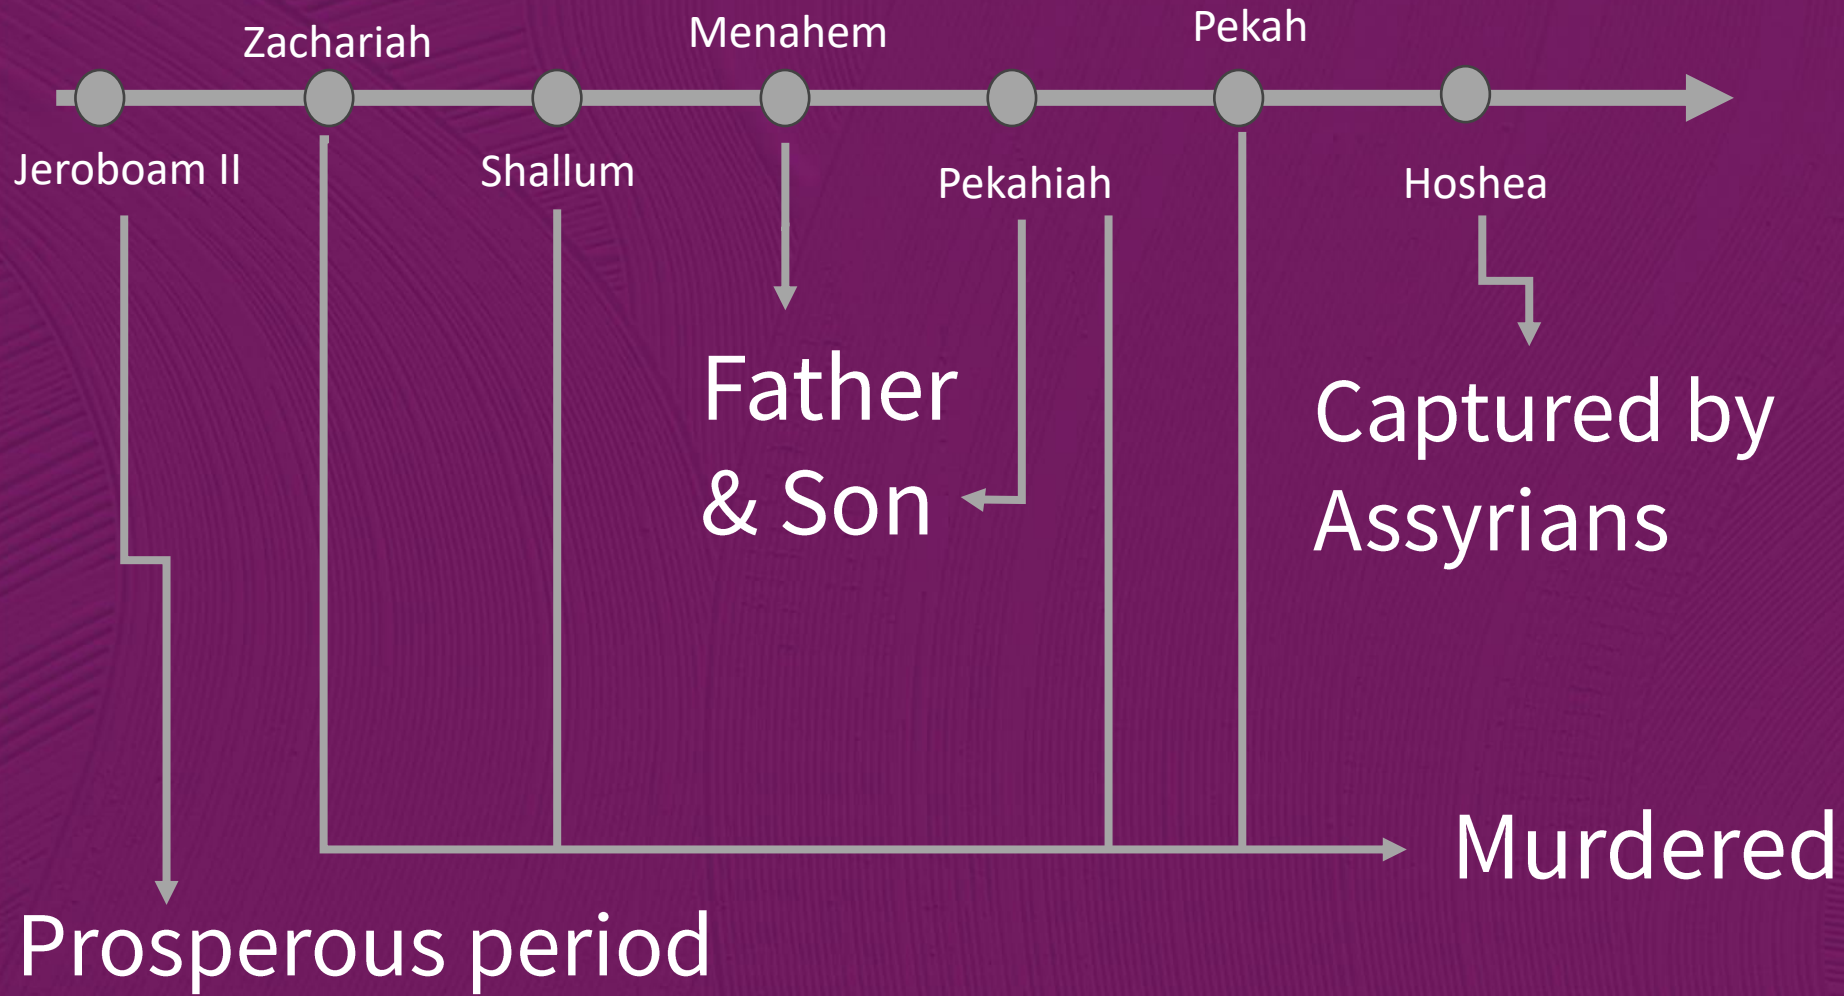 Zachariah
Menahem
Pekah
Jeroboam II
Shallum
Pekahiah
Hoshea
Father
& Son
Captured by
Assyrians
Murdered
Prosperous period